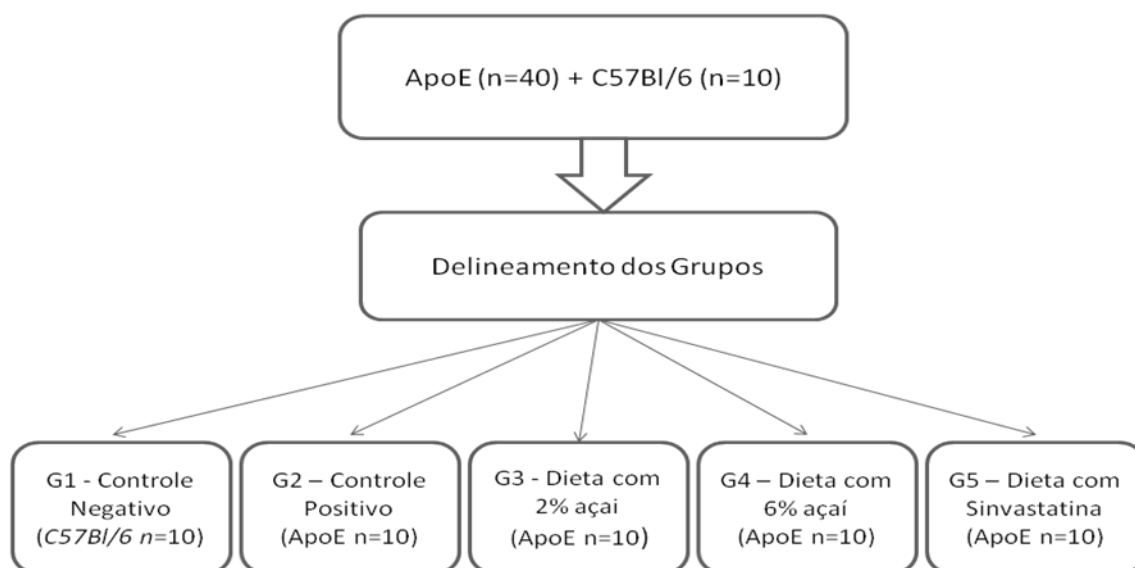 ApoE (n=40) + C57Bl/6 (n=10)
Delineamento dos Grupos
G1 - Controle
Negativo
(C57Bl/6 n=10)
G2 – Controle
Positivo
(ApoE n=10)
G3 - Dieta com
2% açai
(ApoE n=10)
G4 – Dieta com
6% açaí
(ApoE n=10)
G5 – Dieta com
Sinvastatina
(ApoE n=10)